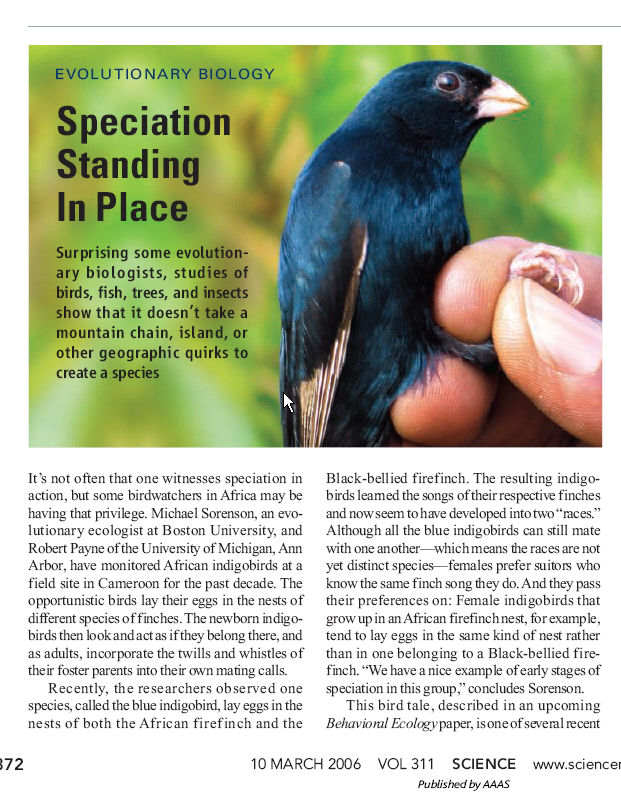 EVOLUTIONARY BIOLOGY
Speciation
Standing
In Place
Surprising some evolution-
ary biologists, studies of
birds, fish, trees, and insects
show that it doesn't take a
mountain chain, island, or
other geographic quirks to
create a species
It's not often that one witnesses speciation in
action, but some birdwatchers in Africa may be
having that privilege. Michael Sorenson, an evo-
lutionary ecologist at Boston University, and
Robert Payne of the University of Michigan, Ann
Arbor, have monitored African indigobirds at a
field site in Cameroon for the past decade. The
opportunistic birds lay their eggs in the nests of
different species of finches. The newborn indigo-
birds then look and act as if they belong there, and
as adults, incorporate the twills and whistles of
their foster parents into their own mating calls.
Recently, the researchers observed one
species, called the blue indigobird, lay eggs in the
nests of both the African firefinch and the
Black-bellied firefinch. The resulting indigo-
birds learned the songs of their respective finches
and now seem to have developed into two “races.”
Although all the blue indigobirds can still mate
with one another—which means the races are not
yet distinct species—females prefer suitors who
know the same finch song they do. And they pass
their preferences on: Female indigobirds that
grow up in an African firefinch nest, for example,
tend to lay eggs in the same kind of nest rather
than in one belonging to a Black-bellied fire-
finch. “We have a nice example of early stages of
speciation in this group,” concludes Sorenson.
This bird tale, described in an upcoming
Behavioral Ecology paper, is one of several recent
372 10 MARCH 2006 VOL 311 SCIENCE www.sciencem
Published by AAAS